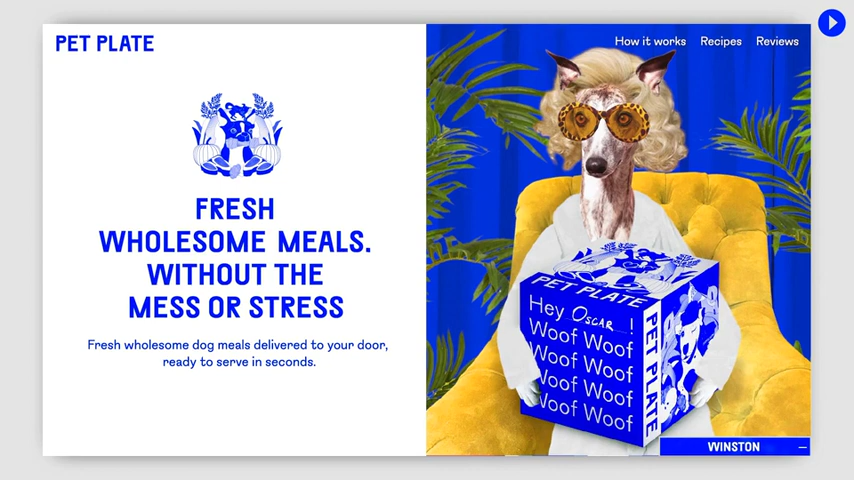 PET PLATE
How it works Recipes Reviews
FRESH
WHOLESOME MEALS.
WITHOUT THE
MESS OR STRESS
Fresh wholesome dog meals delivered to your door,
ready to serve in seconds.
PET PLATE
Hey OSCAR !
Woof Woof
Woof Woof
Woof Woof
Woof Woof
PET PLATE
WINSTON